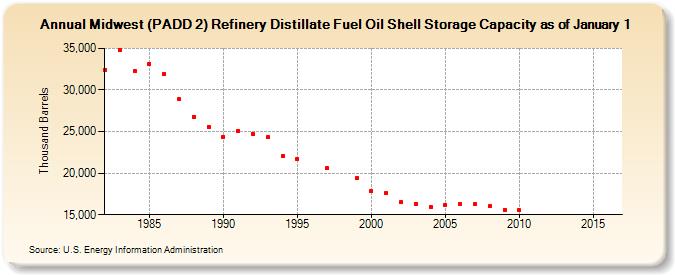 Annual Midwest (PADD 2) Refinery Distillate Fuel Oil Shell Storage Capacity as of January 1
Thousand Barrels
35,000
30,000
25,000
20,000
15,000
1985 1990 1995 2000 2005 2010 2015
Source: U.S. Energy Information Administration